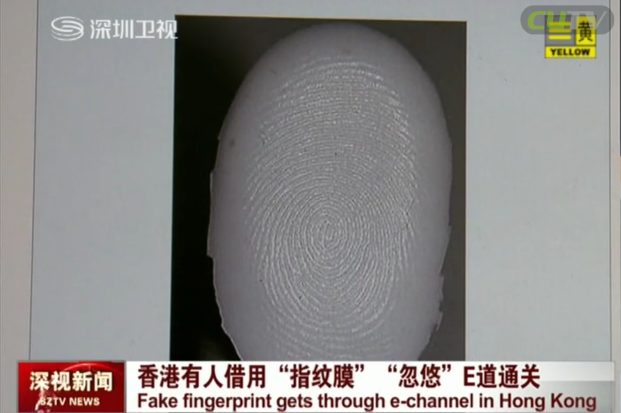 深圳卫视
CUTV
黄
YELLOW
深视新闻
SZTV NEWS
香港有人借用“指纹膜” “忽悠”E道通关
Fake fingerprint gets through e-channel in Hong Kong